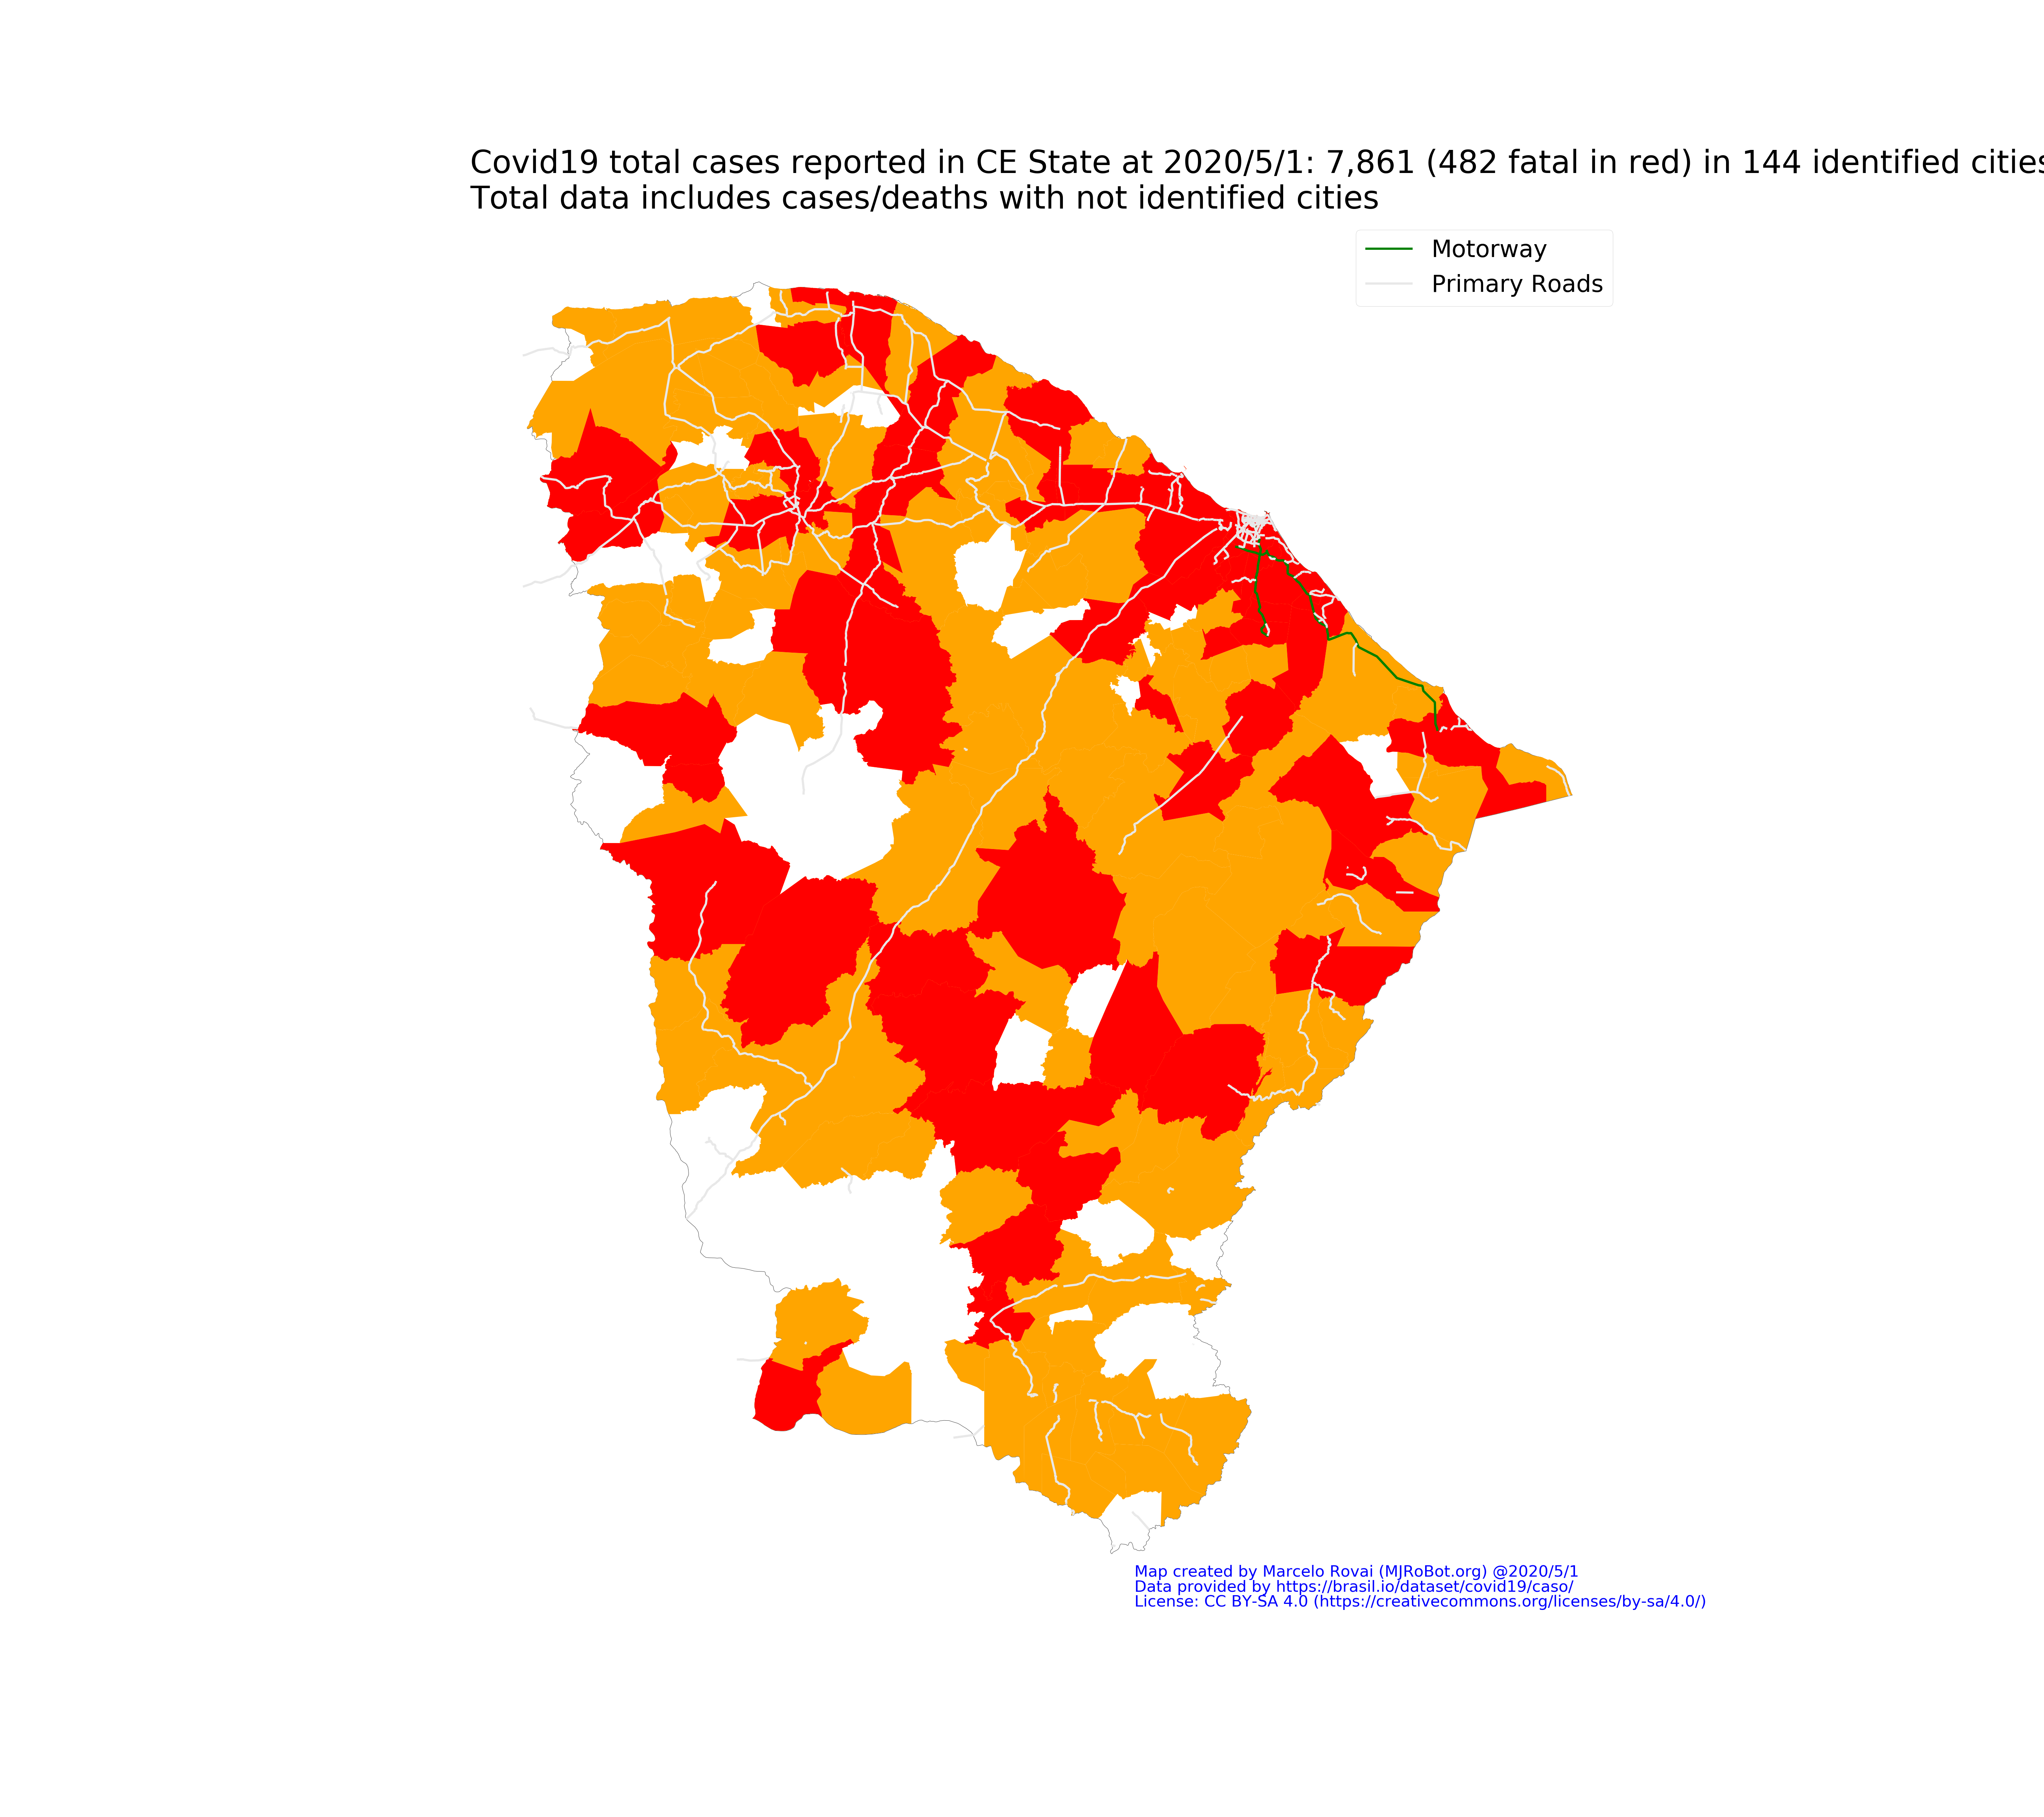 Covid19 total cases reported in CE State at 2020/5/1: 7,861 (482 fatal in red) in 144 identified cities
Total data includes cases/deaths with not identified cities
Motorway
Primary Roads
Map created by Marcelo Rovai (MJRoBot.org) @2020/5/1
Data provided by https://brasil.io/dataset/covid19/caso/
License: CC BY-SA 4.0 (https://creativecommons.org/licenses/by-sa/4.0/)